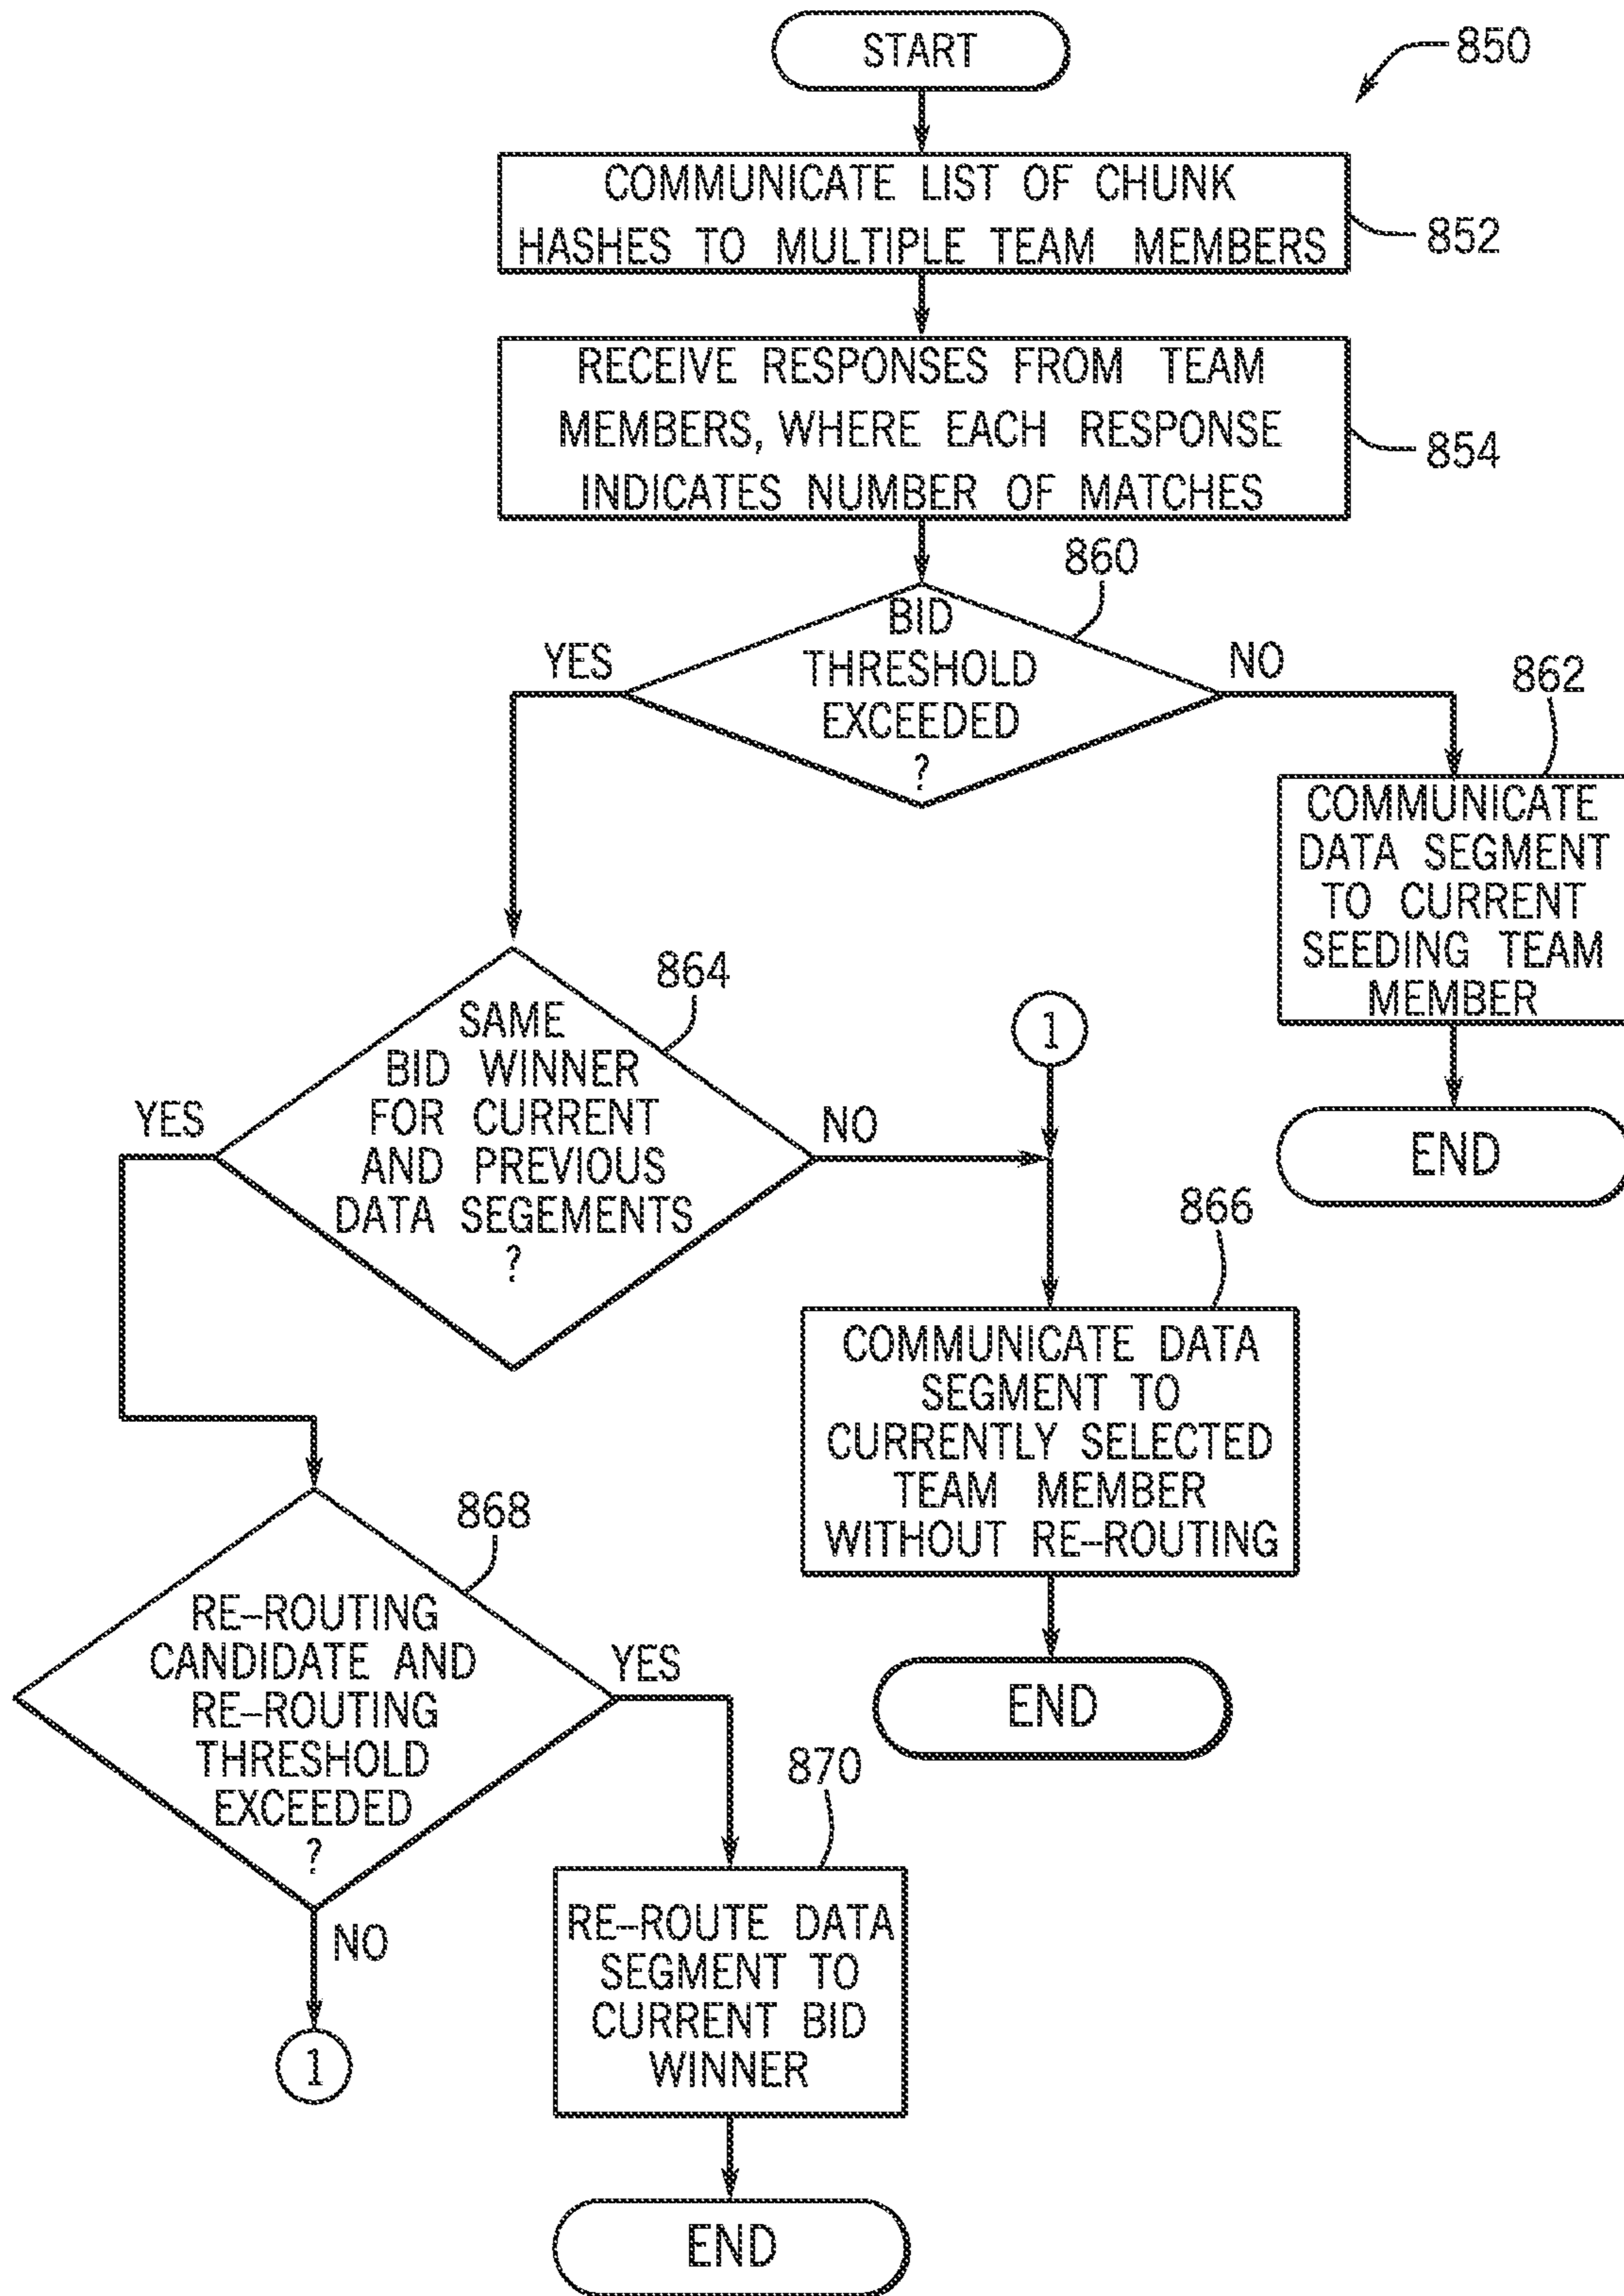 START
850
COMMUNICATE LIST OF CHUNK
HASHES TO MULTIPLE TEAM MEMBERS
852
RECEIVE RESPONSES FROM TEAM
MEMBERS, WHERE EACH RESPONSE
INDICATES NUMBER OF MATCHES
854
860
BID
THRESHOLD
EXCEEDED
?
YES
NO
862
COMMUNICATE
DATA SEGMENT
TO CURRENT
SEEDING TEAM
MEMBER
END
864
SAME
BID WINNER
FOR CURRENT
AND PREVIOUS
DATA SEGEMENTS
?
YES
NO
1
866
COMMUNICATE DATA
SEGMENT TO
CURRENTLY SELECTED
TEAM MEMBER
WITHOUT RE-ROUTING
END
868
RE-ROUTING
CANDIDATE AND
RE-ROUTING
THRESHOLD
EXCEEDED
?
YES
NO
1
870
RE-ROUTE DATA
SEGMENT TO
CURRENT BID
WINNER
END